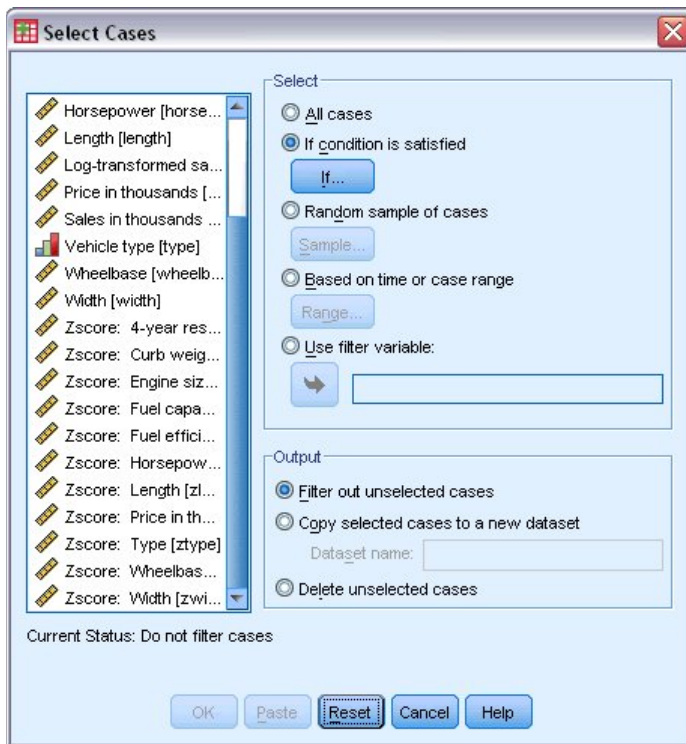 Select Cases
Horsepower [horse...
Length [length]
Log-transformed sa...
Price in thousands [...
Sales in thousands ...
Vehicle type [type]
Wheelbase [wheelb...
Width [width]
Zscore: 4-year res...
Zscore: Curb weig...
Zscore: Engine siz...
Zscore: Fuel capa...
Zscore: Fuel effici...
Zscore: Horsepow...
Zscore: Length [zl...
Zscore: Price in th...
Zscore: Type [ztype]
Zscore: Wheelbas...
Zscore: Width [zwi...
Select
All cases
If condition is satisfied
If...
Random sample of cases
Sample...
Based on time or case range
Range...
Use filter variable:
Output
Filter out unselected cases
Copy selected cases to a new dataset
Dataset name:
Delete unselected cases
Current Status: Do not filter cases
OK
Paste
Reset
Cancel
Help